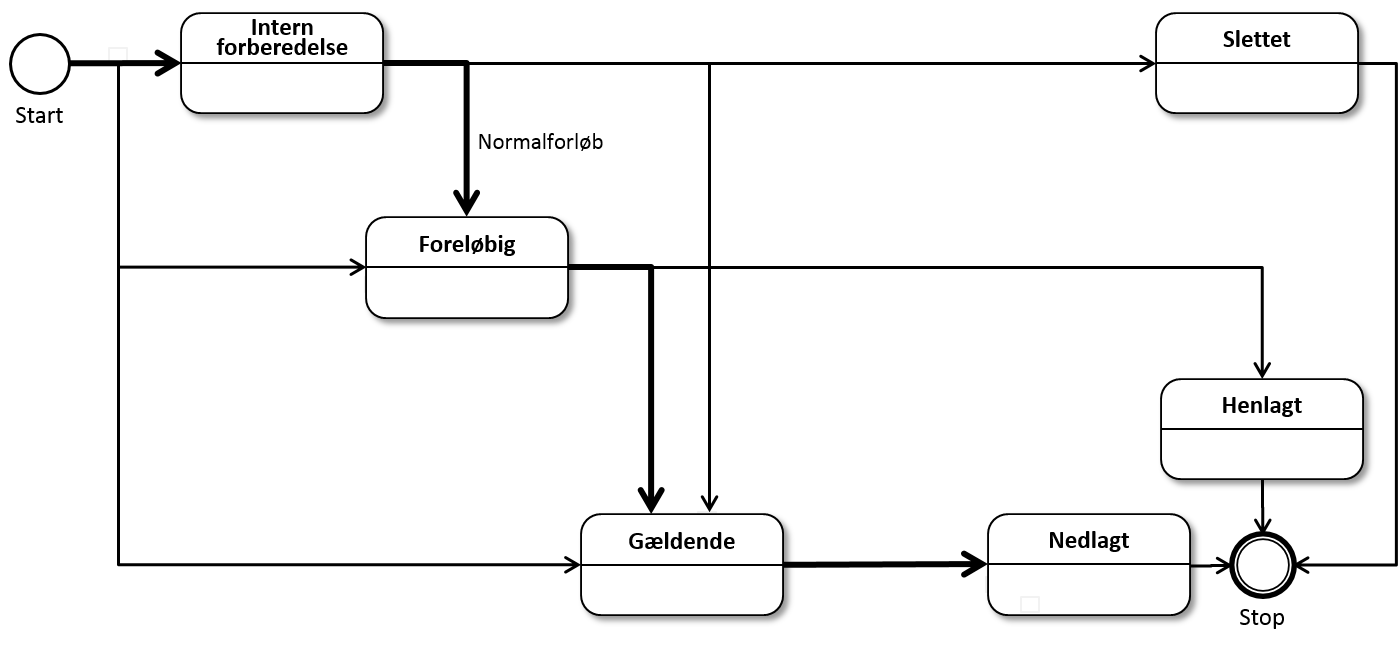 Intern
forberedelse
Slettet
Start
Normalforløb
Foreløbig
Henlagt
Gældende
Nedlagt
Stop